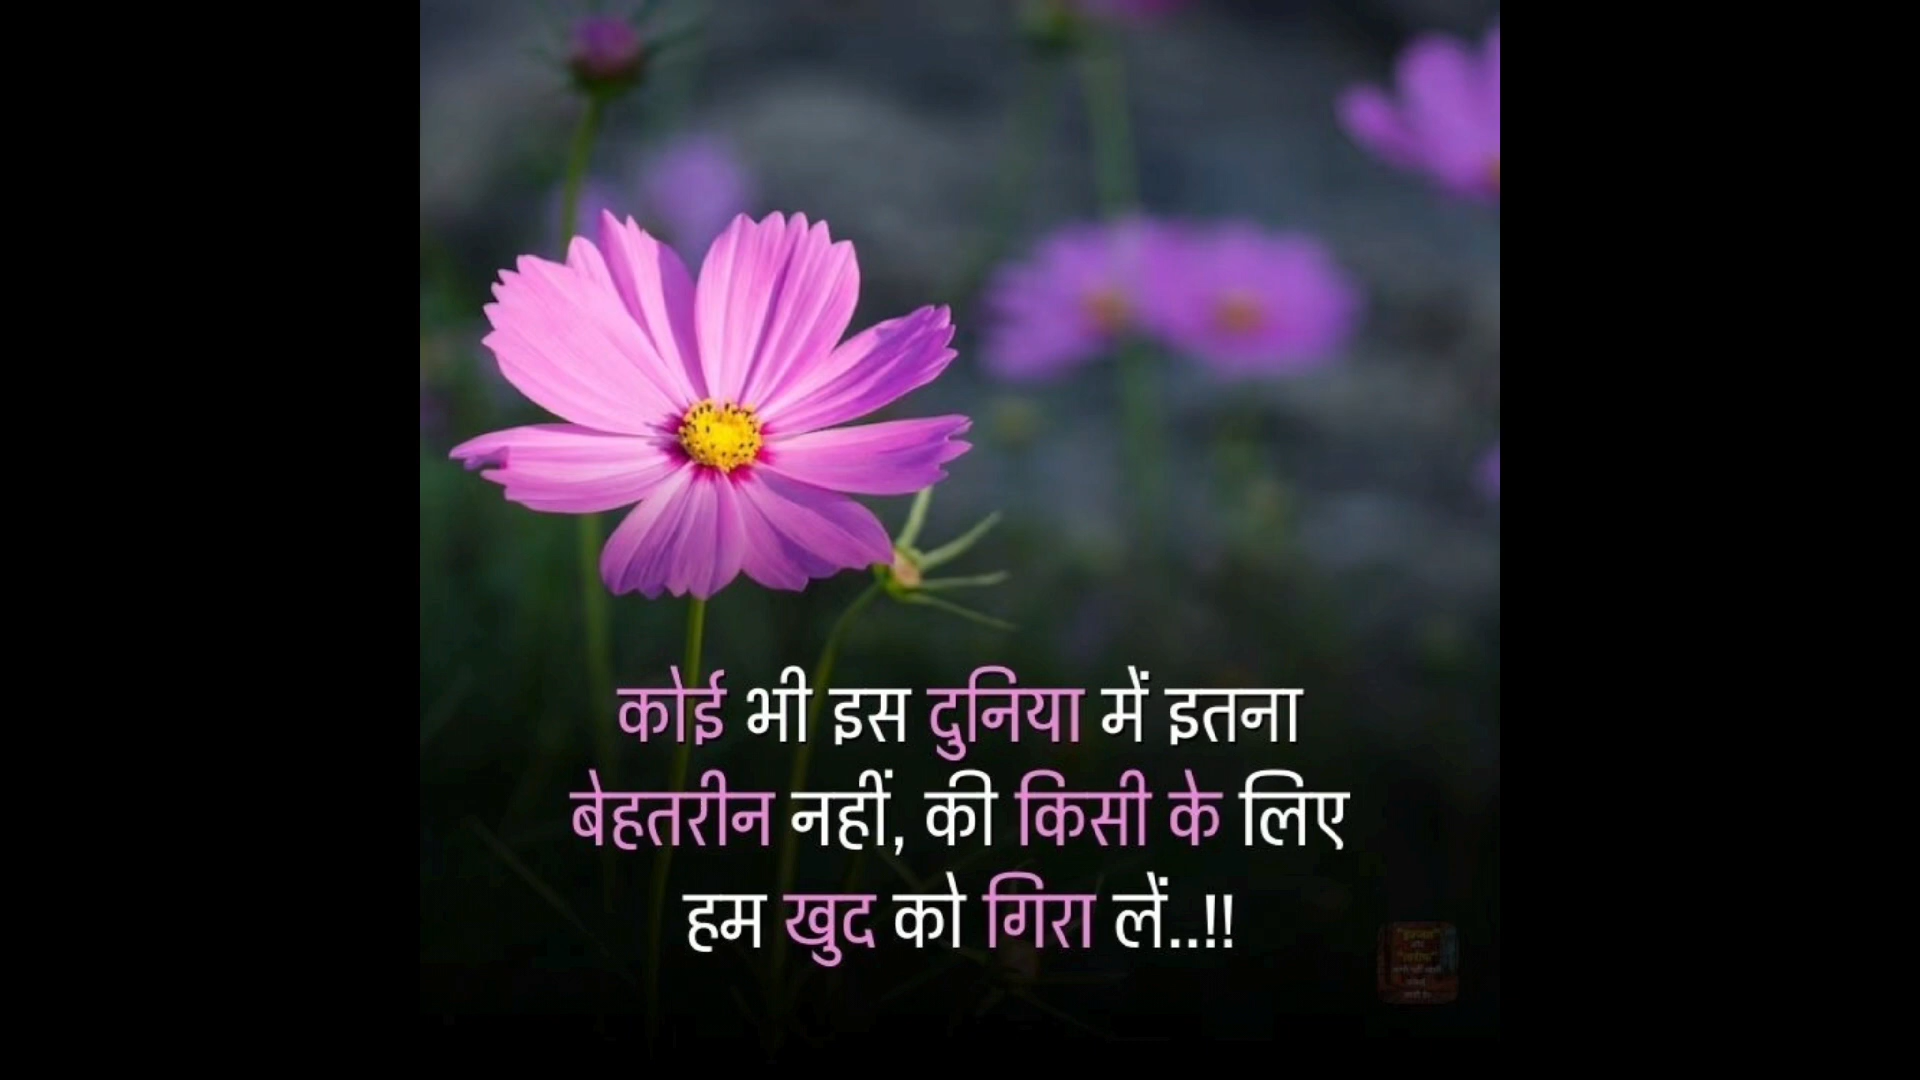 कोई भी इस दुनिया में इतना
बेहतरीन नहीं, की किसी के लिए
हम खुद को गिरा लें..!!